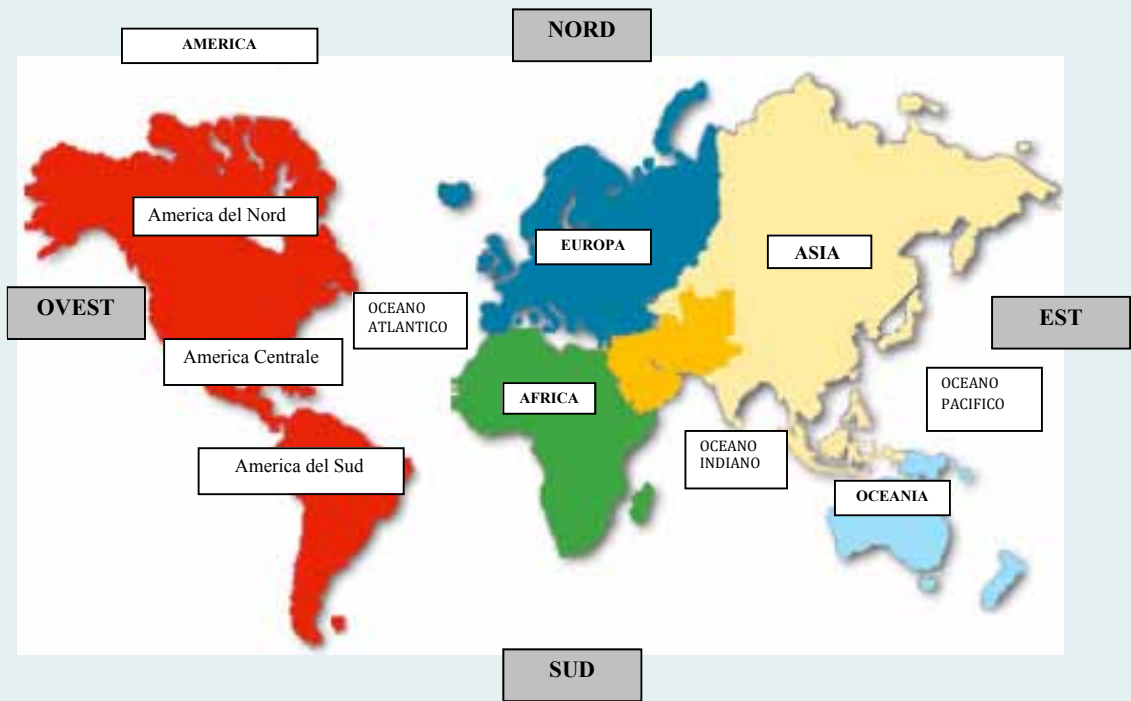 NORD
AMERICA
America del Nord
EUROPA
ASIA
OVEST
OCEANO
ATLANTICO
EST
America Centrale
AFRICA
OCEANO
PACIFICO
America del Sud
OCEANO
INDIANO
OCEANIA
SUD